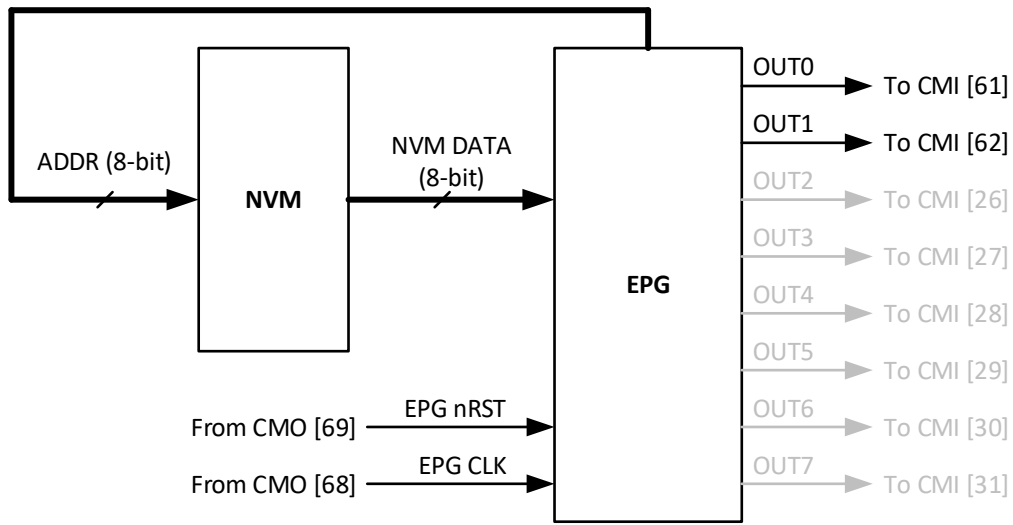 ADDR (8-bit)
NVM
NVM DATA
(8-bit)
EPG
OUT0
To CMI [61]
OUT1
To CMI [62]
OUT2
To CMI [26]
OUT3
To CMI [27]
OUT4
To CMI [28]
OUT5
To CMI [29]
OUT6
To CMI [30]
OUT7
To CMI [31]
From CMO [69]
EPG nRST
From CMO [68]
EPG CLK